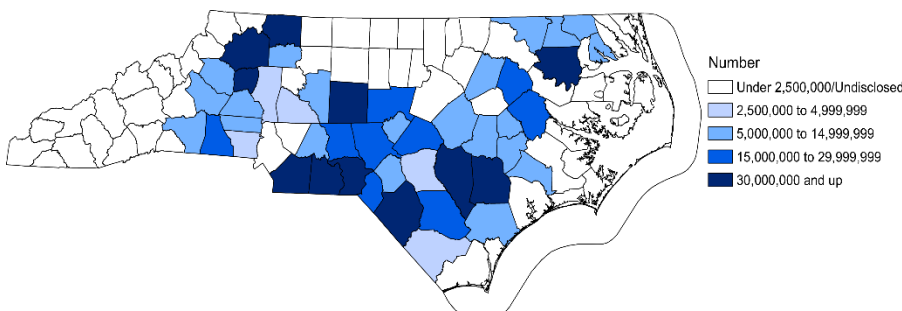 Number
Under 2,500,000/Undisclosed
2,500,000 to 4,999,999
5,000,000 to 14,999,999
15,000,000 to 29,999,999
30,000,000 and up